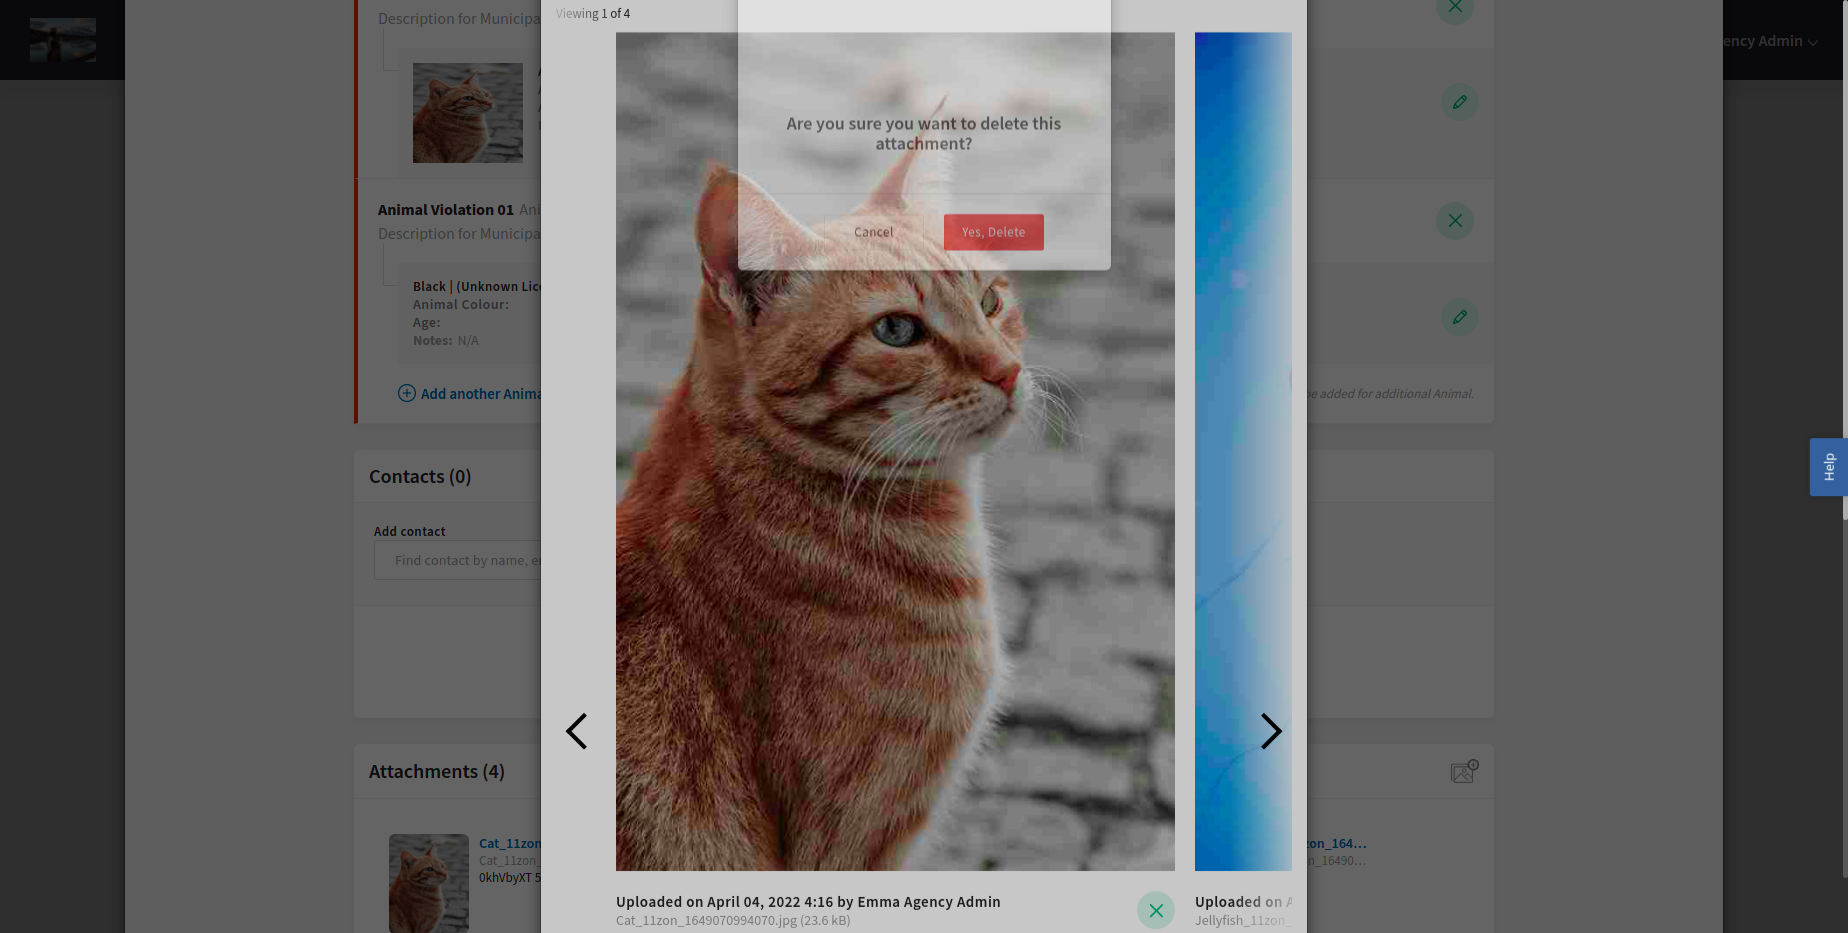 Description for Municipa
Viewing 1 of 4
ency Admin
Are you sure you want to delete this
attachment?
Cancel
Yes, Delete
Animal Violation 01 Ani
Description for Municipa
Black | (Unknown Lice
Animal Colour:
Age:
Notes: N/A
Add another Anima
be added for additional Animal.
Help
Contacts (0)
Add contact
Find contact by name, em
Attachments (4)
Cat_11zon
Cat_11zon_
0khVbyXT 5
zon_164...
n_16490...
Uploaded on April 04, 2022 4:16 by Emma Agency Admin
Cat_11zon_1649070994070.jpg (23.6 kB)
Uploaded on A
Jellyfish_11zon_